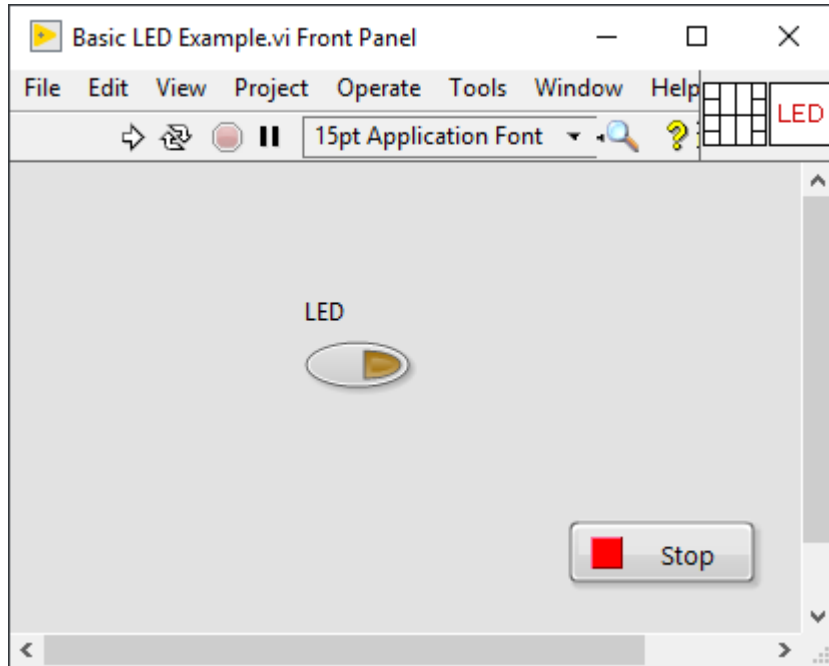 Basic LED Example.vi Front Panel
File Edit View Project Operate Tools Window Help
15pt Application Font
LED
LED
Stop